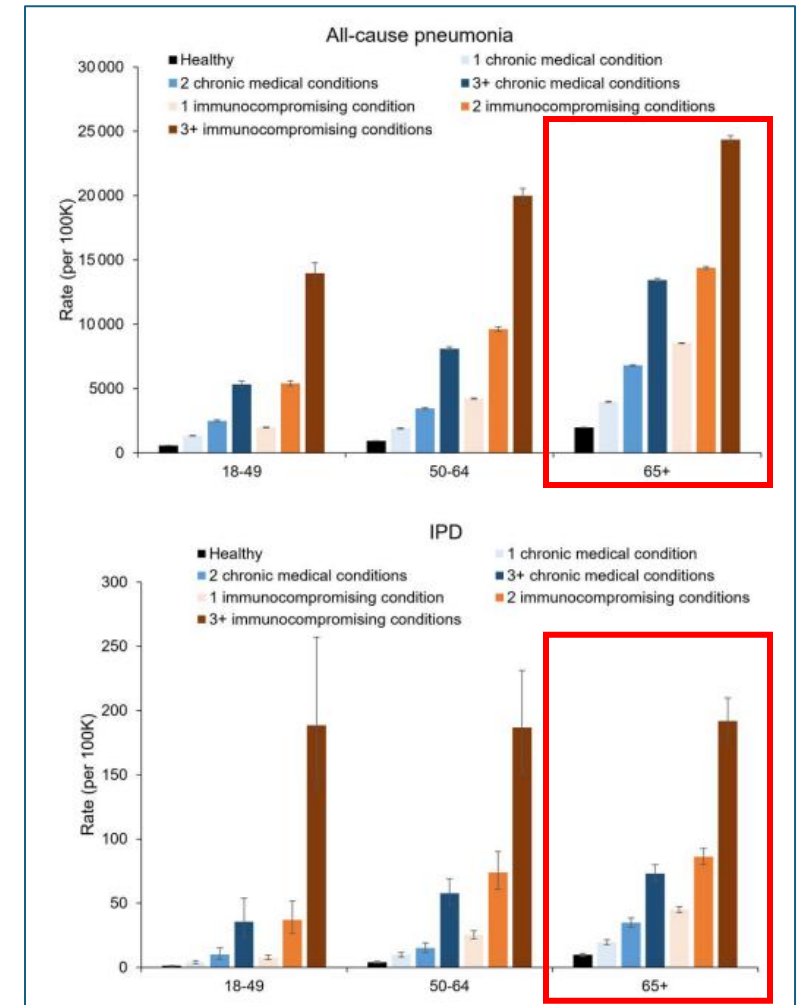 All-cause pneumonia
Healthy 1 chronic medical condition
2 chronic medical conditions 3+ chronic medical conditions
1 immunocompromising condition 2 immunocompromising conditions
3+ immunocompromising conditions
Rate (per 100K)
30 000
25 000
20 000
15 000
10 000
5000
0
18-49 50-64 65+
IPD
Healthy 1 chronic medical condition
2 chronic medical conditions 3+ chronic medical conditions
1 immunocompromising condition 2 immunocompromising conditions
3+ immunocompromising conditions
Rate (per 100K)
300
250
200
150
100
50
0
18-49 50-64 65+